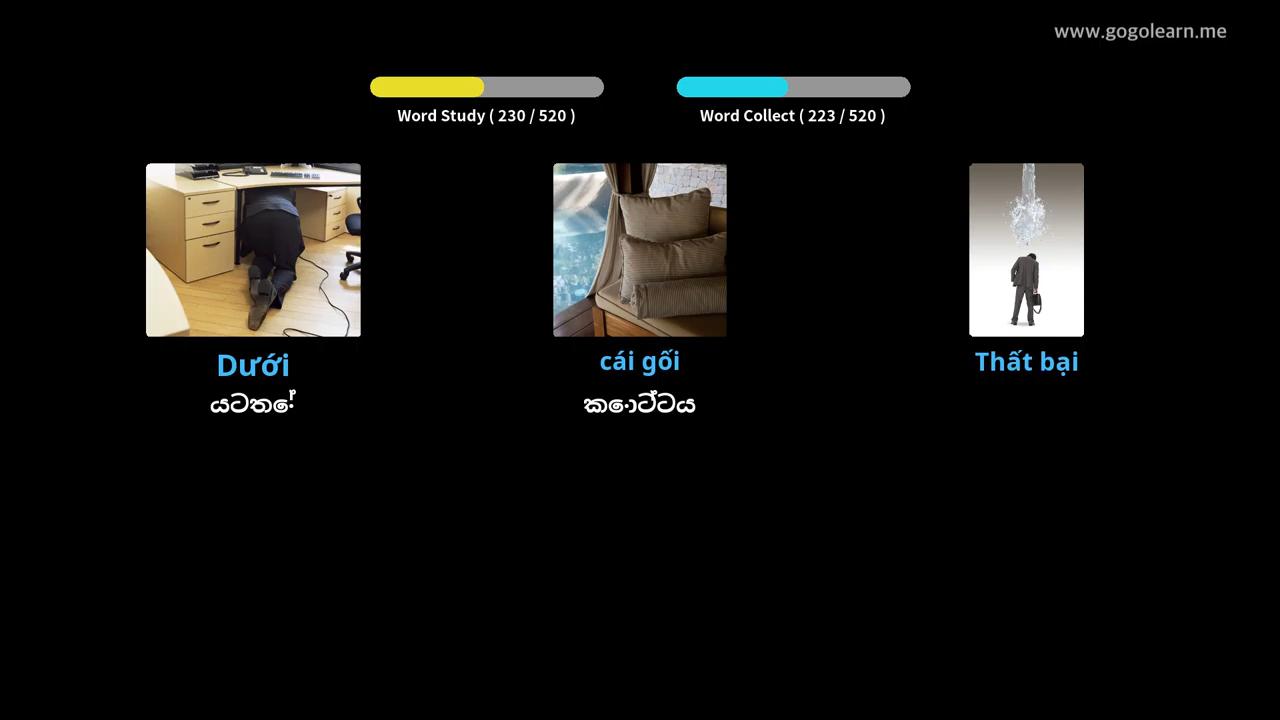 www.gogolearn.me
Word Study ( 230 / 520 )
Word Collect ( 223 / 520 )
Dưới
යටතේ
cái gối
කොට්ටය
Thất bại